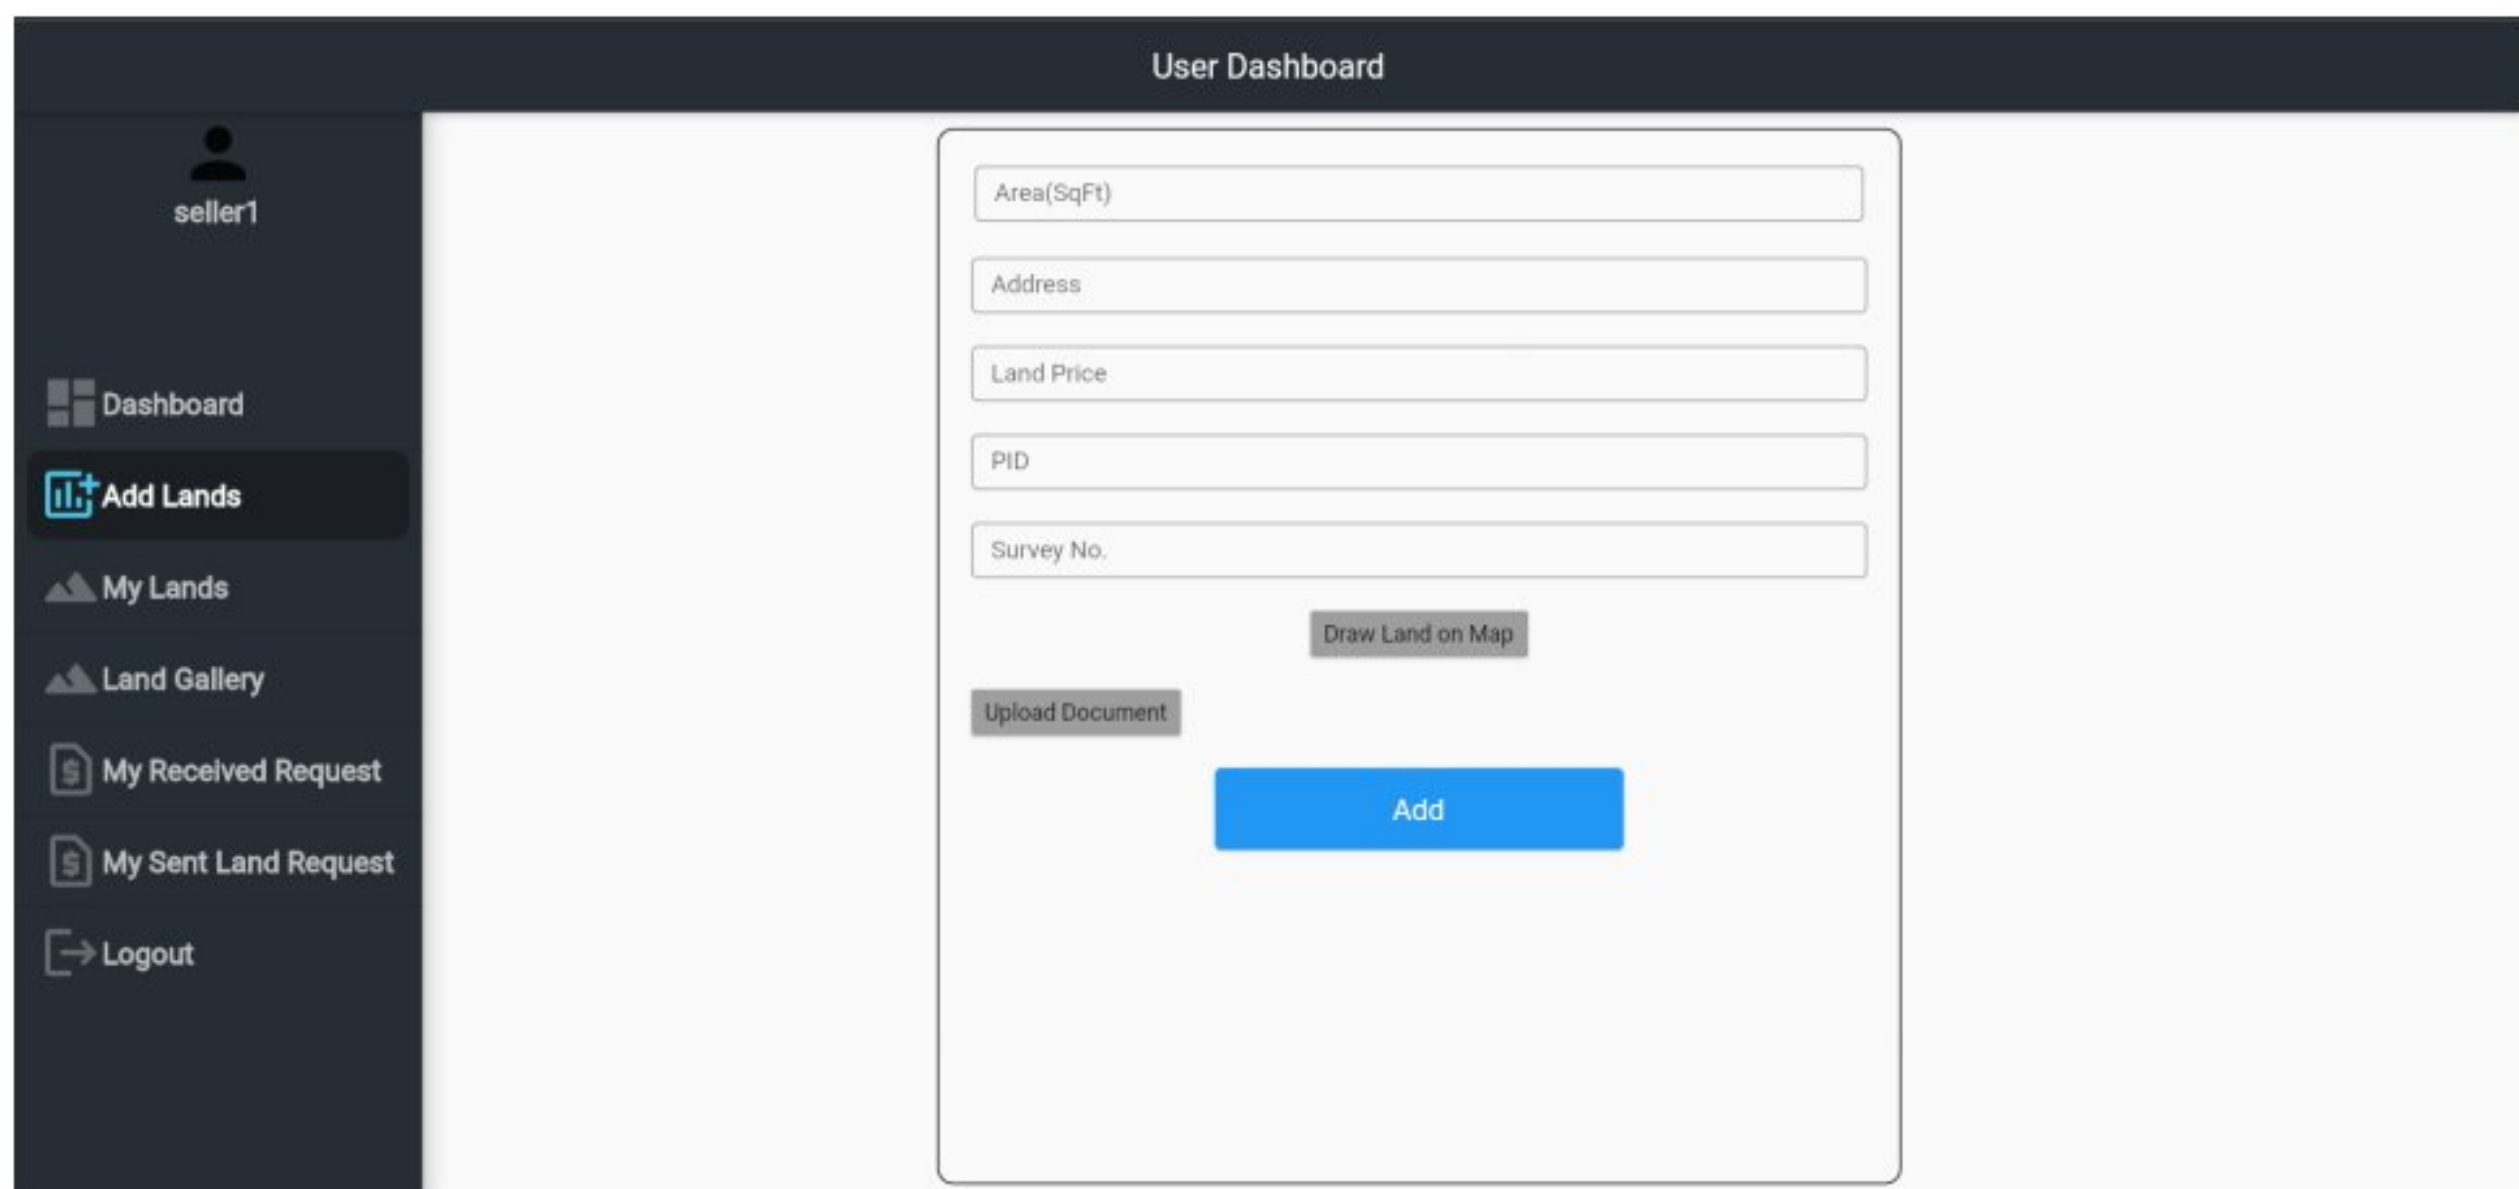 User Dashboard
seller1
Dashboard
Add Lands
My Lands
Land Gallery
My Received Request
My Sent Land Request
Logout
Area(SqFt)
Address
Land Price
PID
Survey No.
Draw Land on Map
Upload Document
Add